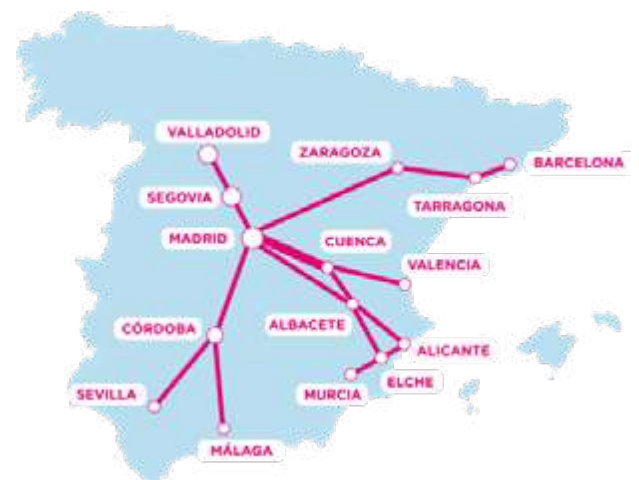 VALLADOLID
ZARAGOZA
BARCELONA
SEGOVIA
TARRAGONA
MADRID
CUENCA
VALENCIA
CÓRDOBA
ALBACETE
ALICANTE
ELCHE
MURCIA
SEVILLA
MÁLAGA